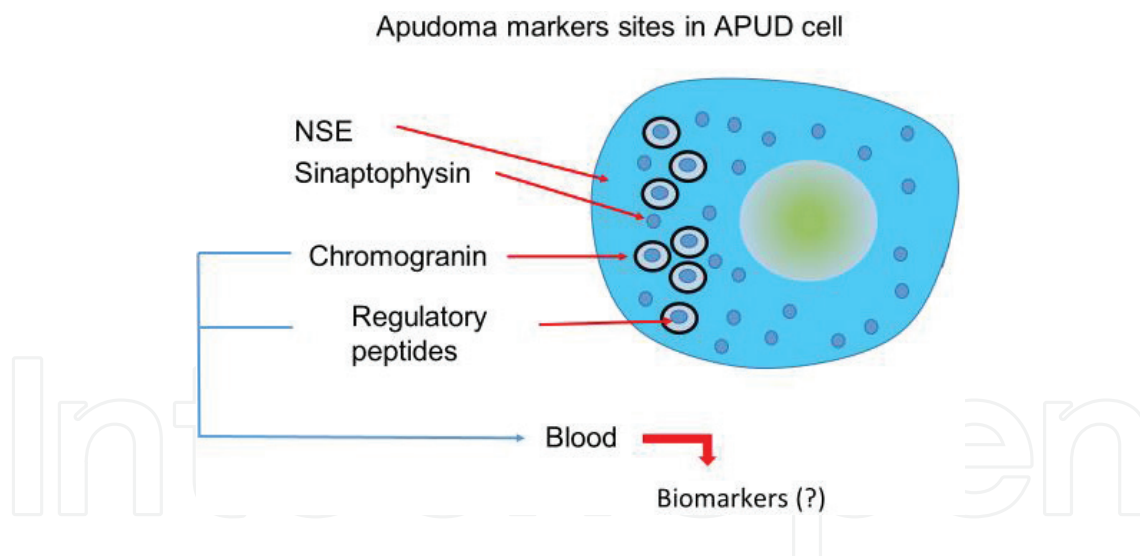 Apudoma markers sites in APUD cell
NSE
Sinaptophysin
Chromogranin
Regulatory
peptides
Blood
Biomarkers (?)